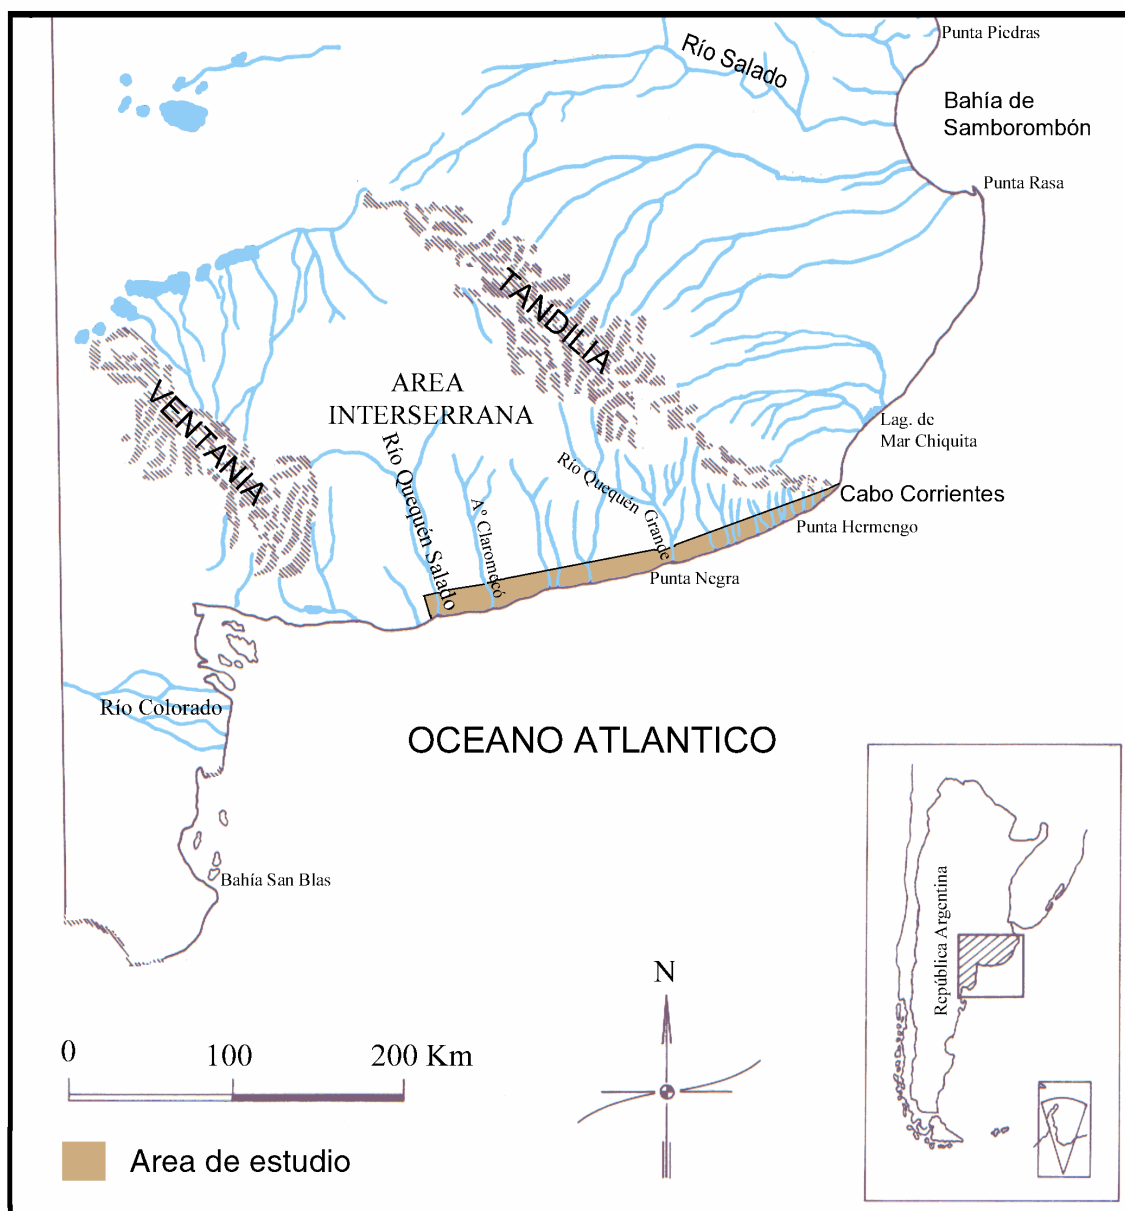 Punta Piedras
Río Salado
Bahía de
Samborombón
Punta Rasa
TANDILIA
VENTANIA
AREA
INTERSERRANA
Lag. de
Mar Chiquita
Río Quequén Salado
Aº Claromecó
Río Quequén Grande
Cabo Corrientes
Punta Hermengo
Punta Negra
Río Colorado
OCEANO ATLANTICO
Bahía San Blas
República Argentina
N
0 100 200 Km
Area de estudio